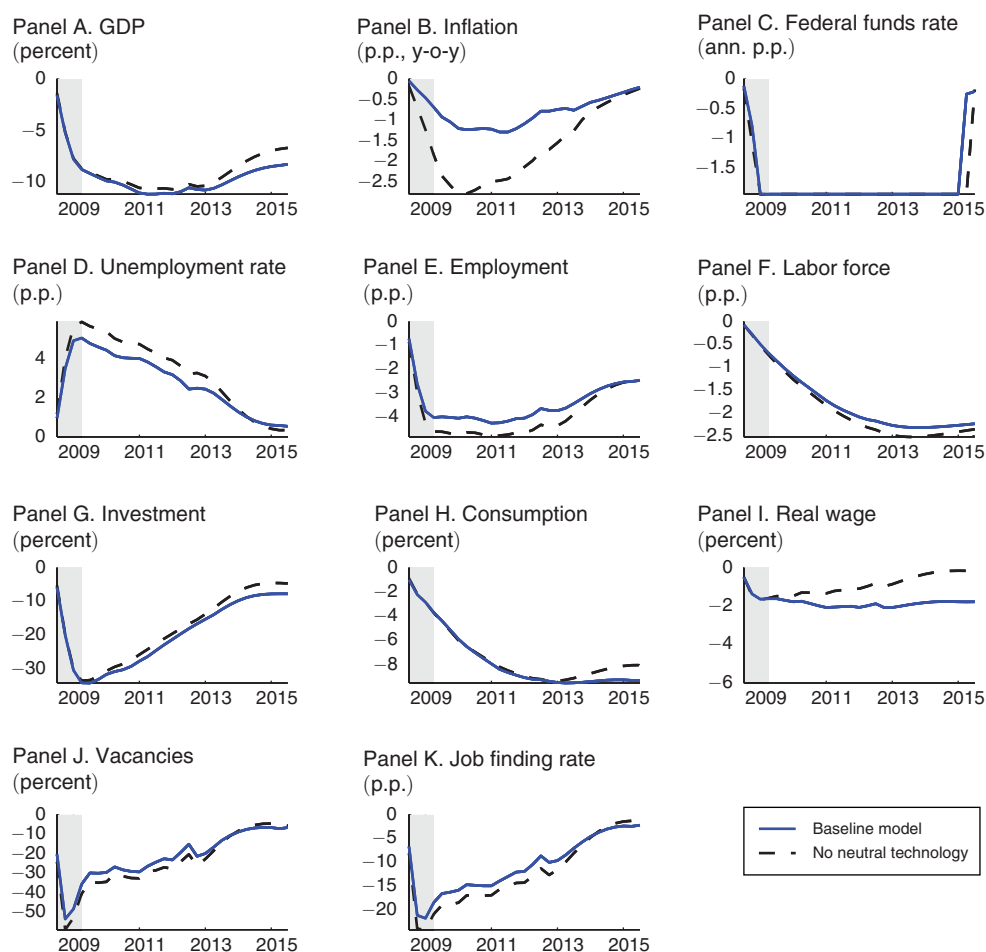 Panel A. GDP
(percent)
0
−5
−10
2009 2011 2013 2015
Panel B. Inflation
(p.p., y-o-y)
0
−0.5
−1
−1.5
−2
−2.5
2009 2011 2013 2015
Panel C. Federal funds rate
(ann. p.p.)
0
−0.5
−1
−1.5
2009 2011 2013 2015
Panel D. Unemployment rate
(p.p.)
4
2
0
2009 2011 2013 2015
Panel E. Employment
(p.p.)
0
−1
−2
−3
−4
2009 2011 2013 2015
Panel F. Labor force
(p.p.)
0
−0.5
−1
−1.5
−2
−2.5
2009 2011 2013 2015
Panel G. Investment
(percent)
0
−10
−20
−30
2009 2011 2013 2015
Panel H. Consumption
(percent)
0
−2
−4
−6
−8
2009 2011 2013 2015
Panel I. Real wage
(percent)
0
−2
−4
−6
2009 2011 2013 2015
Panel J. Vacancies
(percent)
0
−10
−20
−30
−40
−50
2009 2011 2013 2015
Panel K. Job finding rate
(p.p.)
0
−5
−10
−15
−20
2009 2011 2013 2015
Baseline model
No neutral technology